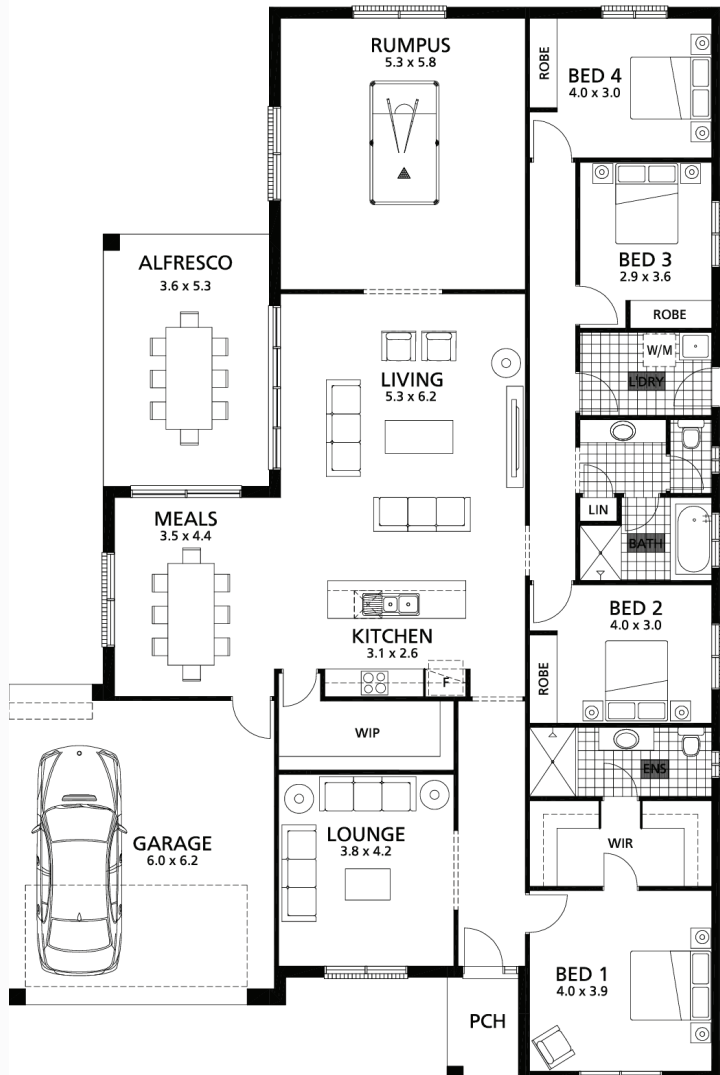 RUMPUS
5.3 x 5.8
ROBE
BED 4
4.0 x 3.0
ALFRESCO
3.6 x 5.3
BED 3
2.9 x 3.6
ROBE
W/M
L'DRY
LIVING
5.3 x 6.2
LIN
BATH
MEALS
3.5 x 4.4
KITCHEN
3.1 x 2.6
F
BED 2
4.0 x 3.0
ROBE
WIP
ENS
GARAGE
6.0 x 6.2
LOUNGE
3.8 x 4.2
WIR
BED 1
4.0 x 3.9
PCH